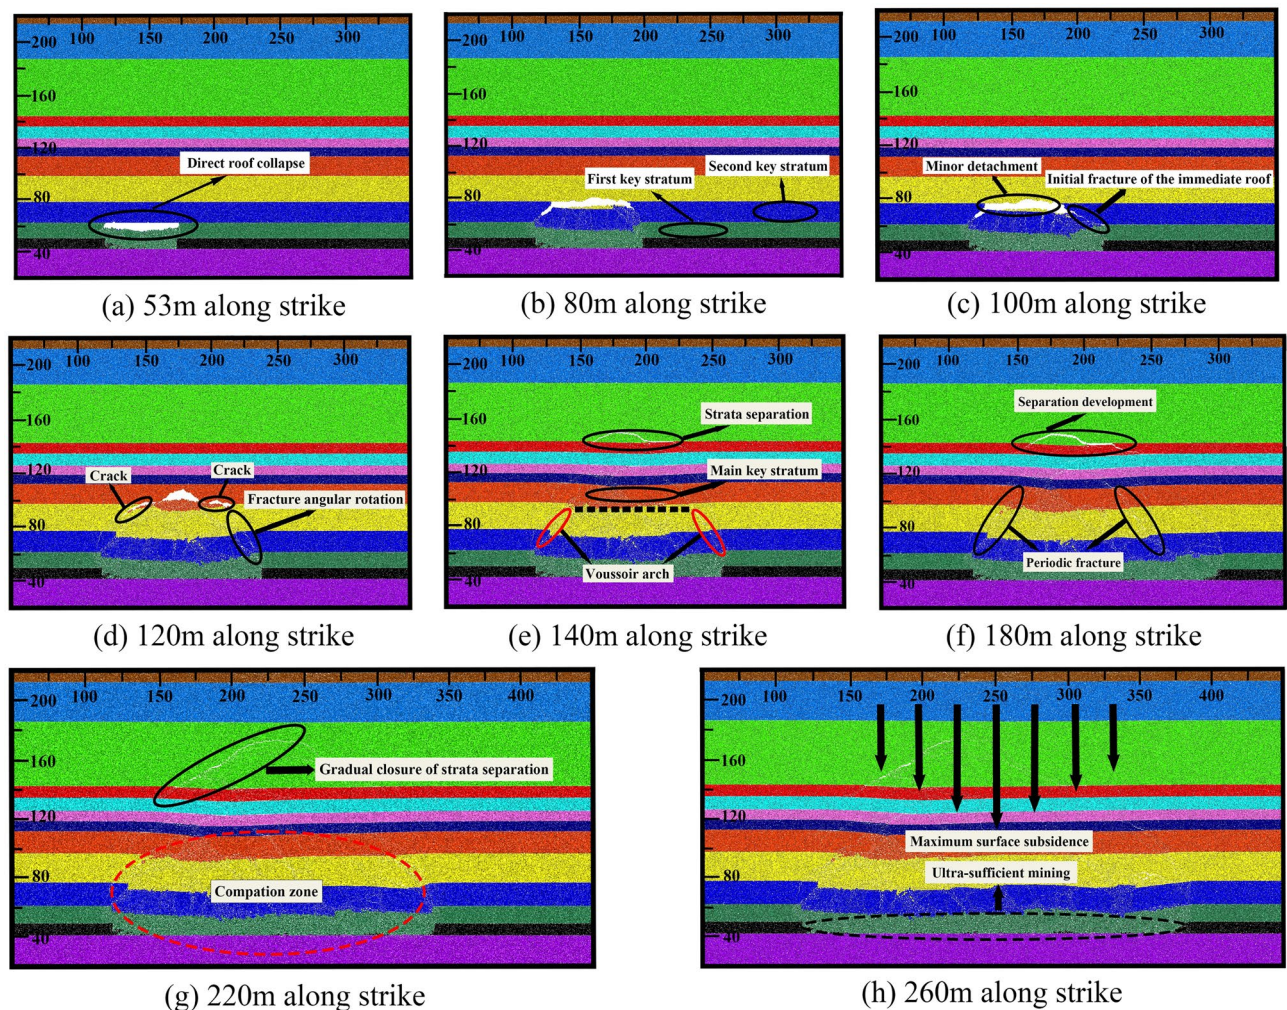 100 150 200 250 300
200
160
120
80
40
Direct roof collapse
(a) 53m along strike
100 150 200 250 300
200
160
120
80
40
First key stratum
Second key stratum
(b) 80m along strike
100 150 200 250 300
200
160
120
80
40
Minor detachment
Initial fracture of the immediate roof
(c) 100m along strike
100 150 200 250 300
200
160
120
80
40
Crack
Crack
Fracture angular rotation
(d) 120m along strike
100 150 200 250 300
200
160
120
80
40
Strata separation
Main key stratum
Voussoir arch
(e) 140m along strike
100 150 200 250 300
200
160
120
80
40
Separation development
Periodic fracture
(f) 180m along strike
100 150 200 250 300 350 400
200
160
120
80
40
Gradual closure of strata separation
Compation zone
(g) 220m along strike
100 150 200 250 300 350 400
200
160
120
80
40
Maximum surface subsidence
Ultra-sufficient mining
(h) 260m along strike